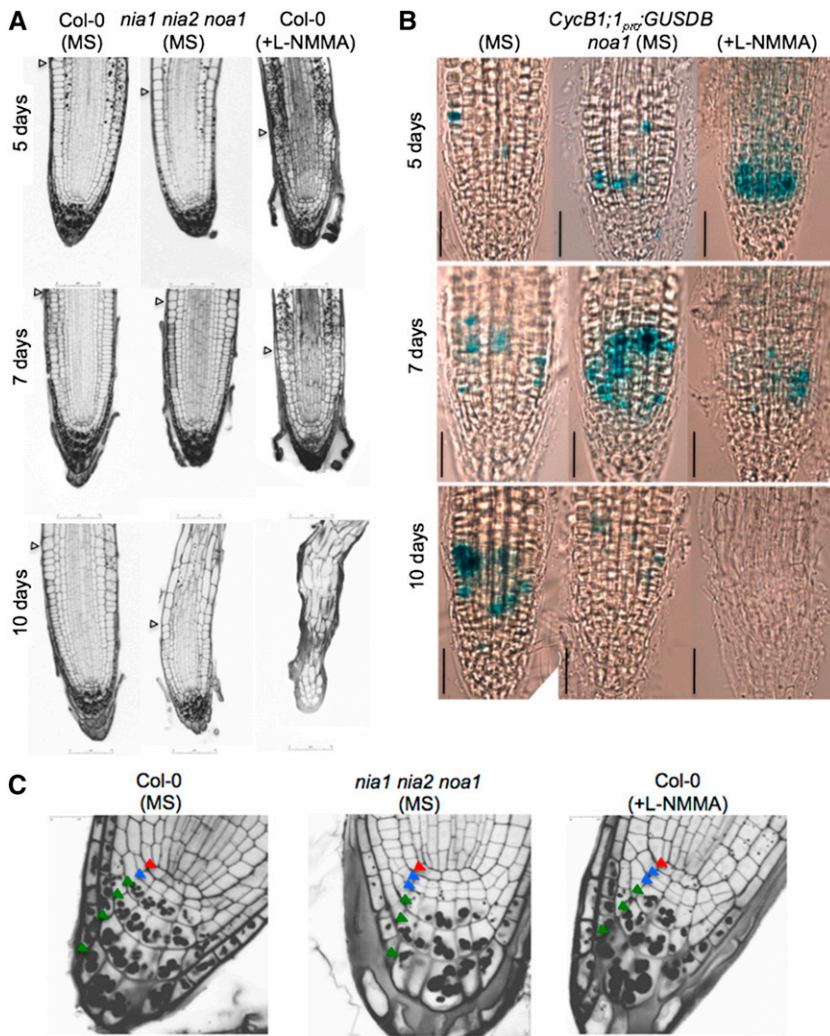 A
Col-0 nia1 nia2 noa1 Col-0
(MS) (MS) (+L-NMMA)
5 days
7 days
10 days
B
CycB1;1pro:GUSDB
(MS) noa1 (MS) (+L-NMMA)
5 days
7 days
10 days
C
Col-0 nia1 nia2 noa1 Col-0
(MS) (MS) (+L-NMMA)